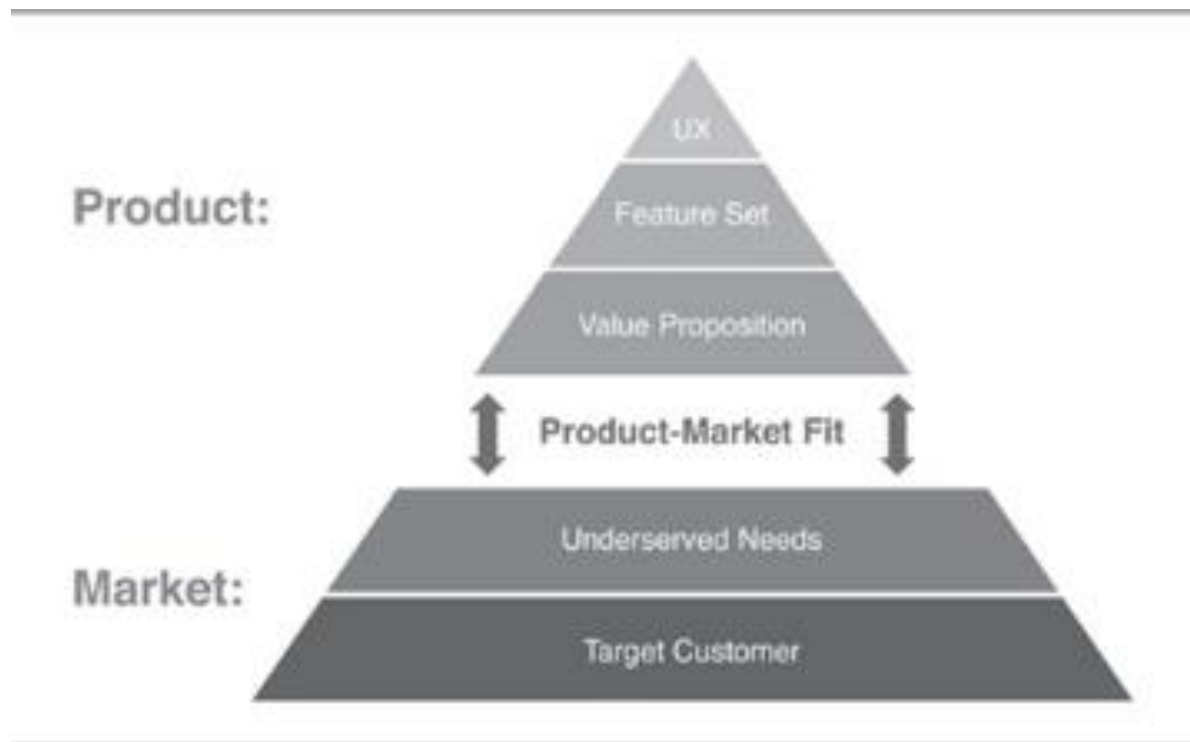 UX
Product:
Feature Set
Value Proposition
Product-Market Fit
Underserved Needs
Market:
Target Customer